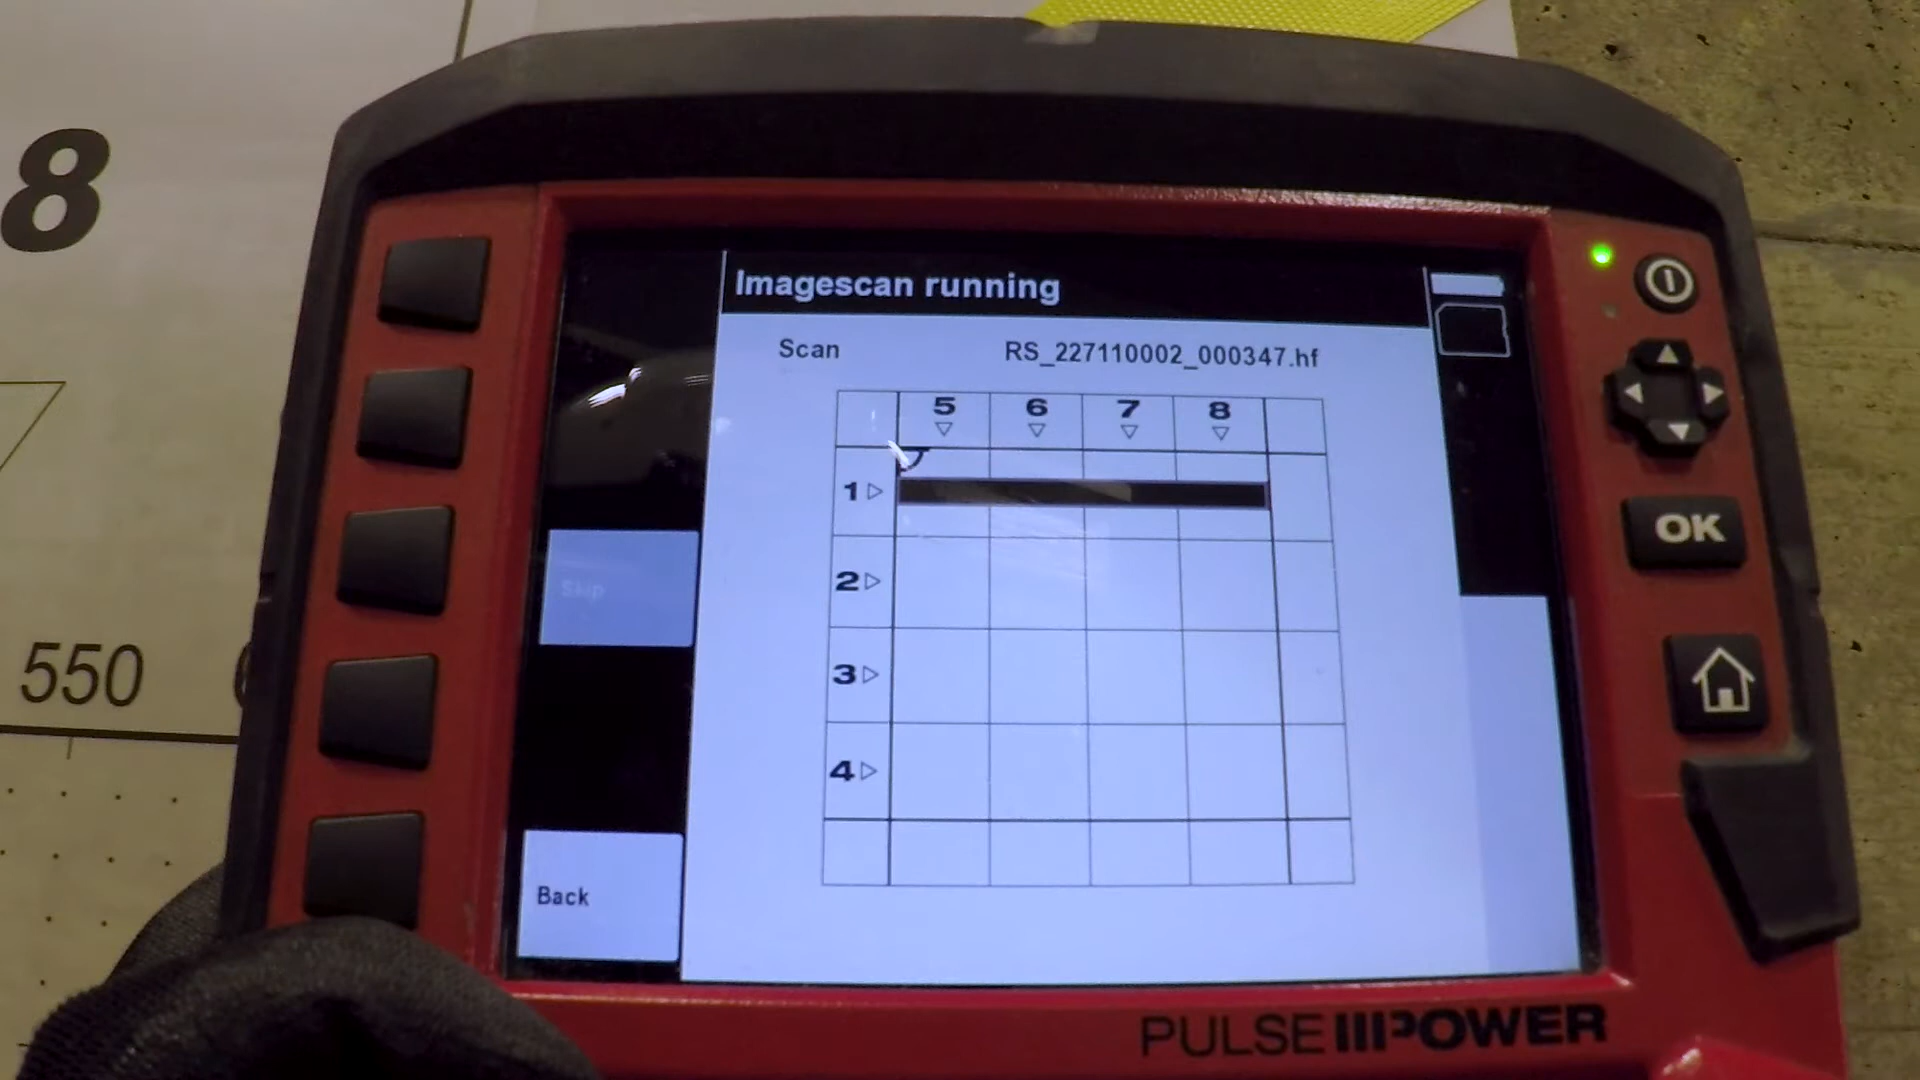 8
Imagescan running
Scan RS_227110002_000347.hf
5 6 7 8
1
2
3
4
Skip
Back
OK
550
PULSE POWER